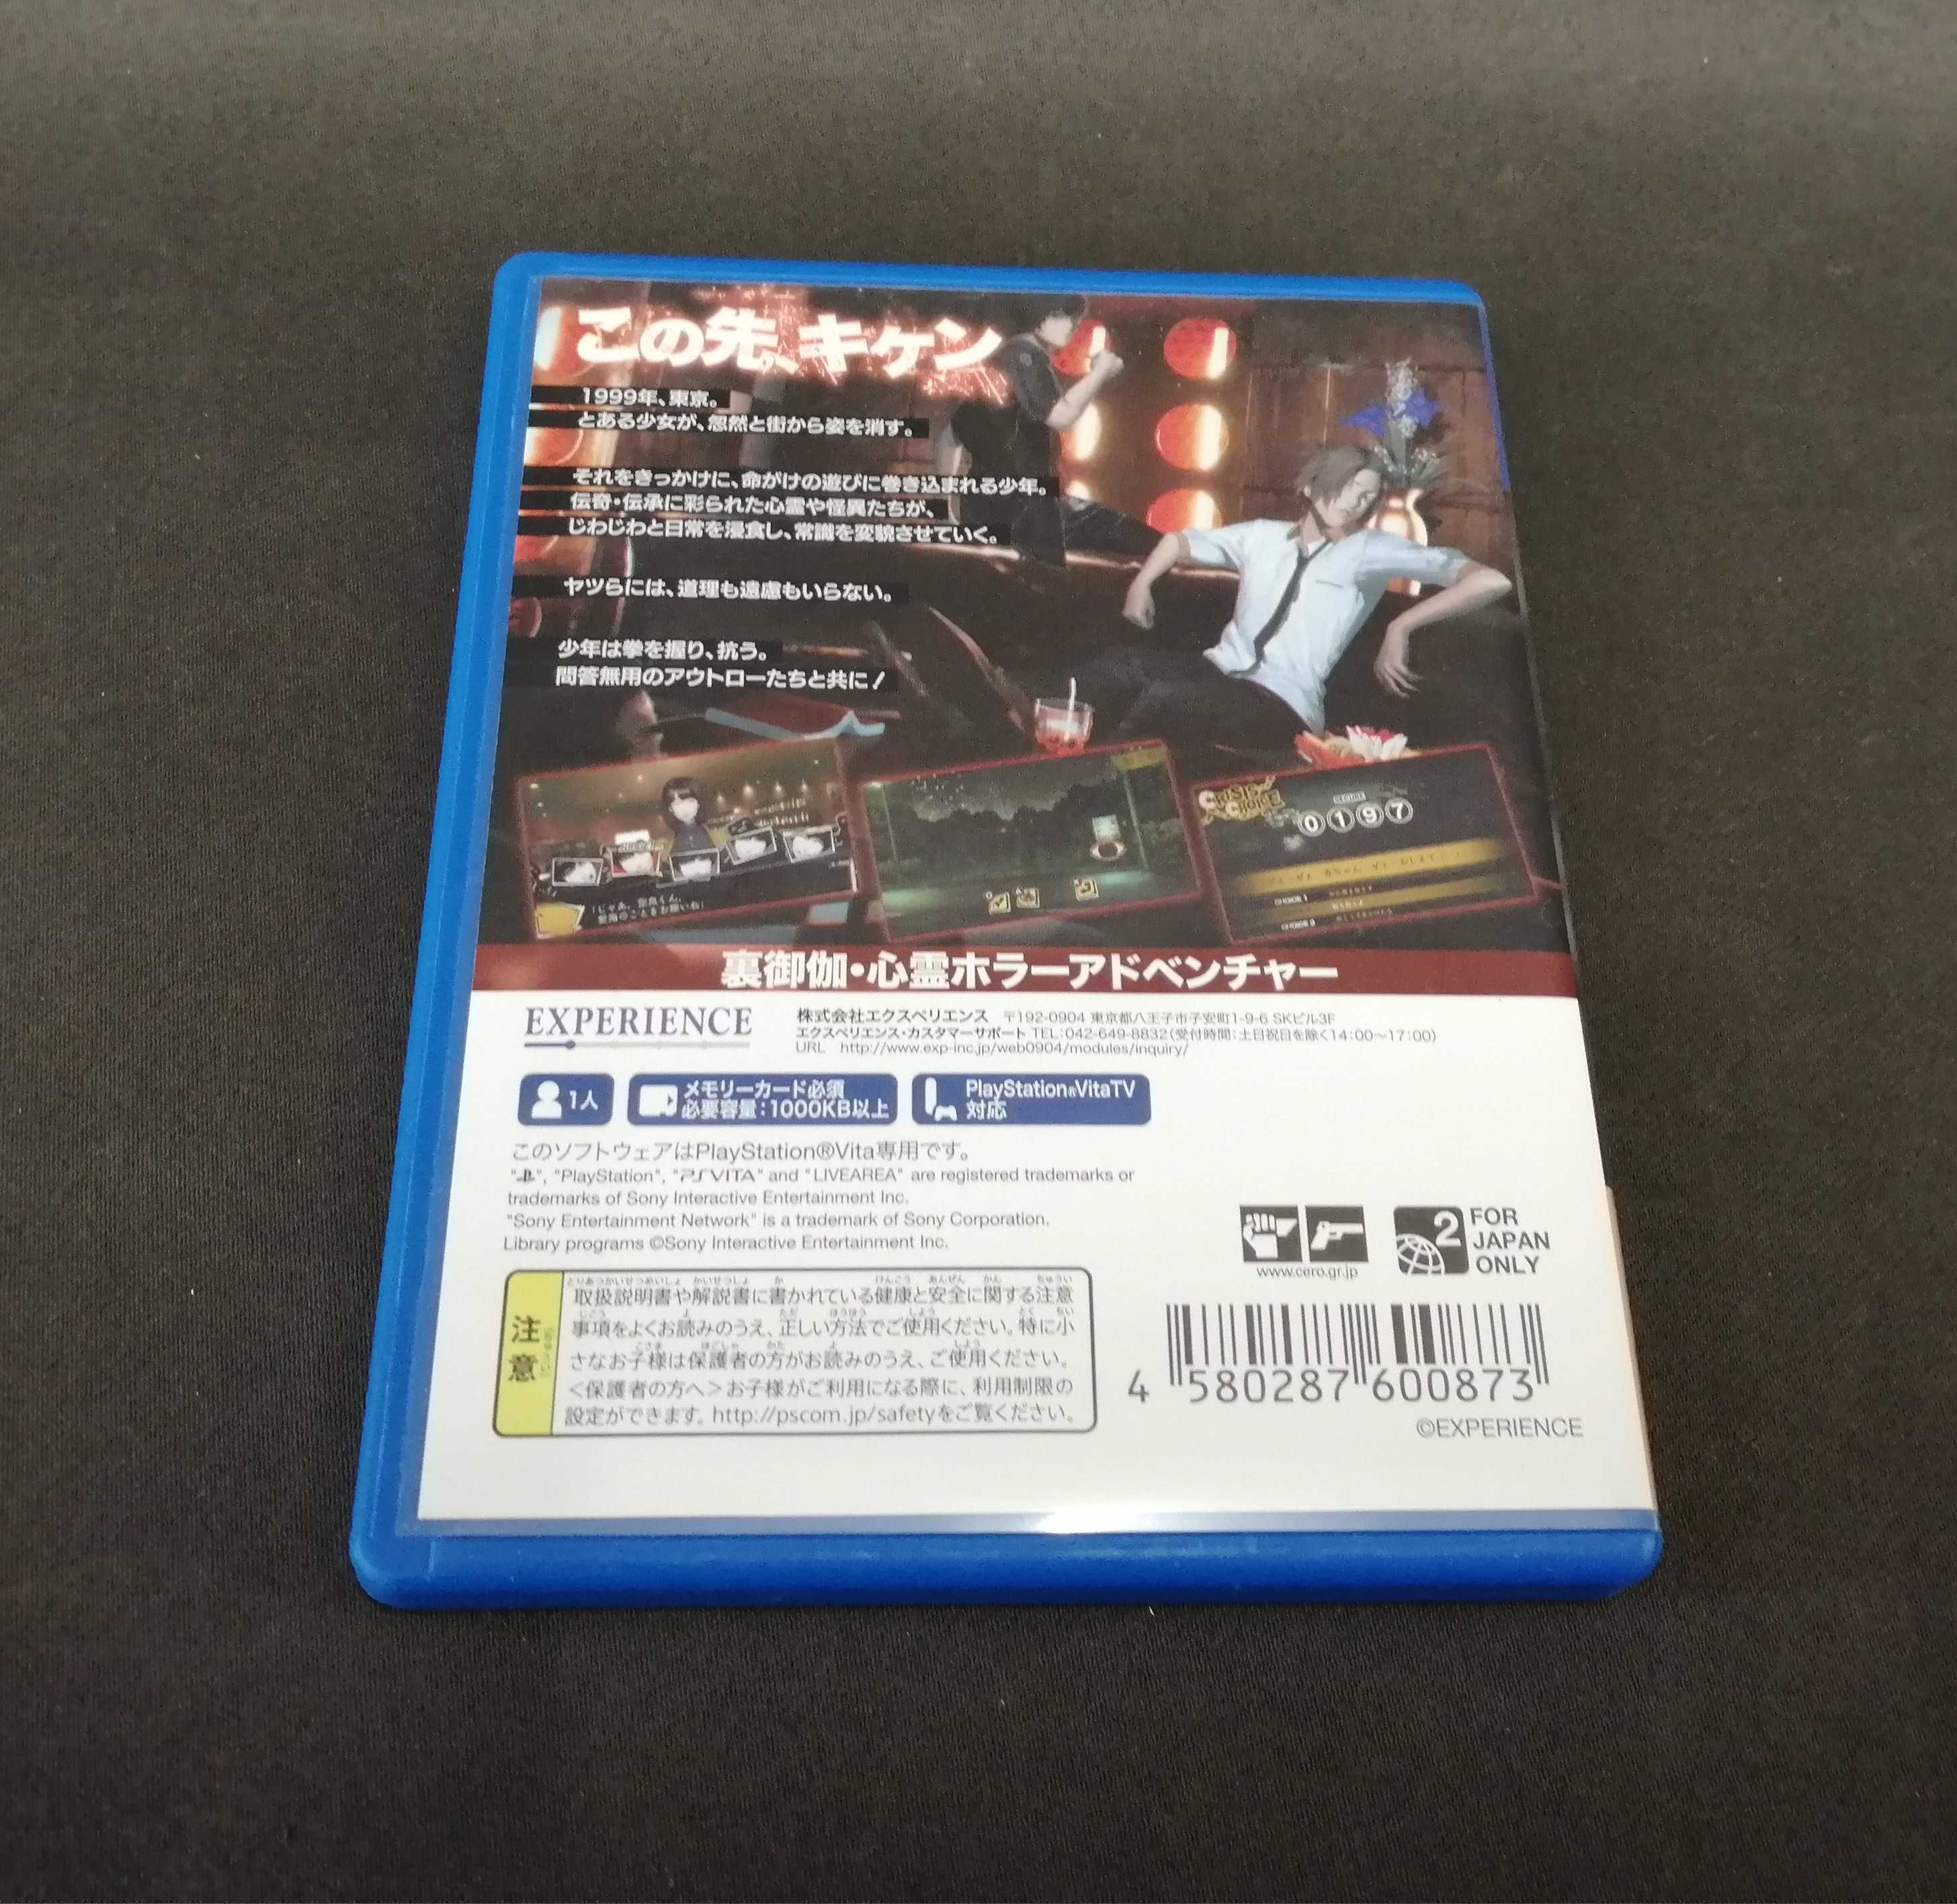 この先、キケン
1999年、東京。
とある少女が、忽然と街から姿を消す。
それをきっかけに、命がけの遊びに巻き込まれる少年。
伝奇・伝承に彩られた心霊や怪異たちが、
じわじわと日常を浸食し、常識を変貌させていく。
ヤツらには、道理も遠慮もいらない。
少年は拳を握り、抗う。
問答無用のアウトローたちと共に!
CRISIS CHOICE
SECURE
0197
CHOICE 1
裏御伽・心霊ホラーアドベンチャー
EXPERIENCE
株式会社エクスペリエンス 〒192-0904 東京都八王子市子安町1-9-6 SKビル3F
エクスペリエンス・カスタマーサポート TEL:042-649-8832(受付時間:土日祝日を除く14:00〜17:00)
URL http://www.exp-inc.jp/web0904/modules/inquiry/
1人
メモリーカード必須
必要容量:1000KB以上
PlayStation®VitaTV
対応
このソフトウェアはPlayStation®Vita専用です。
"PS", "PlayStation", "PSVITA" and "LIVEAREA" are registered trademarks or
trademarks of Sony Interactive Entertainment Inc.
"Sony Entertainment Network" is a trademark of Sony Corporation.
Library programs ©Sony Interactive Entertainment Inc.
www.cero.gr.jp
2
FOR
JAPAN
ONLY
注意
取扱説明書や解説書に書かれている健康と安全に関する注意
事項をよくお読みのうえ、正しい方法でご使用ください。特に小
さなお子様は保護者の方がお読みのうえ、ご使用ください。
<保護者の方へ>お子様がご利用になる際に、利用制限の
設定ができます。http://pscom.jp/safetyをご覧ください。
4 580287 600873
©EXPERIENCE